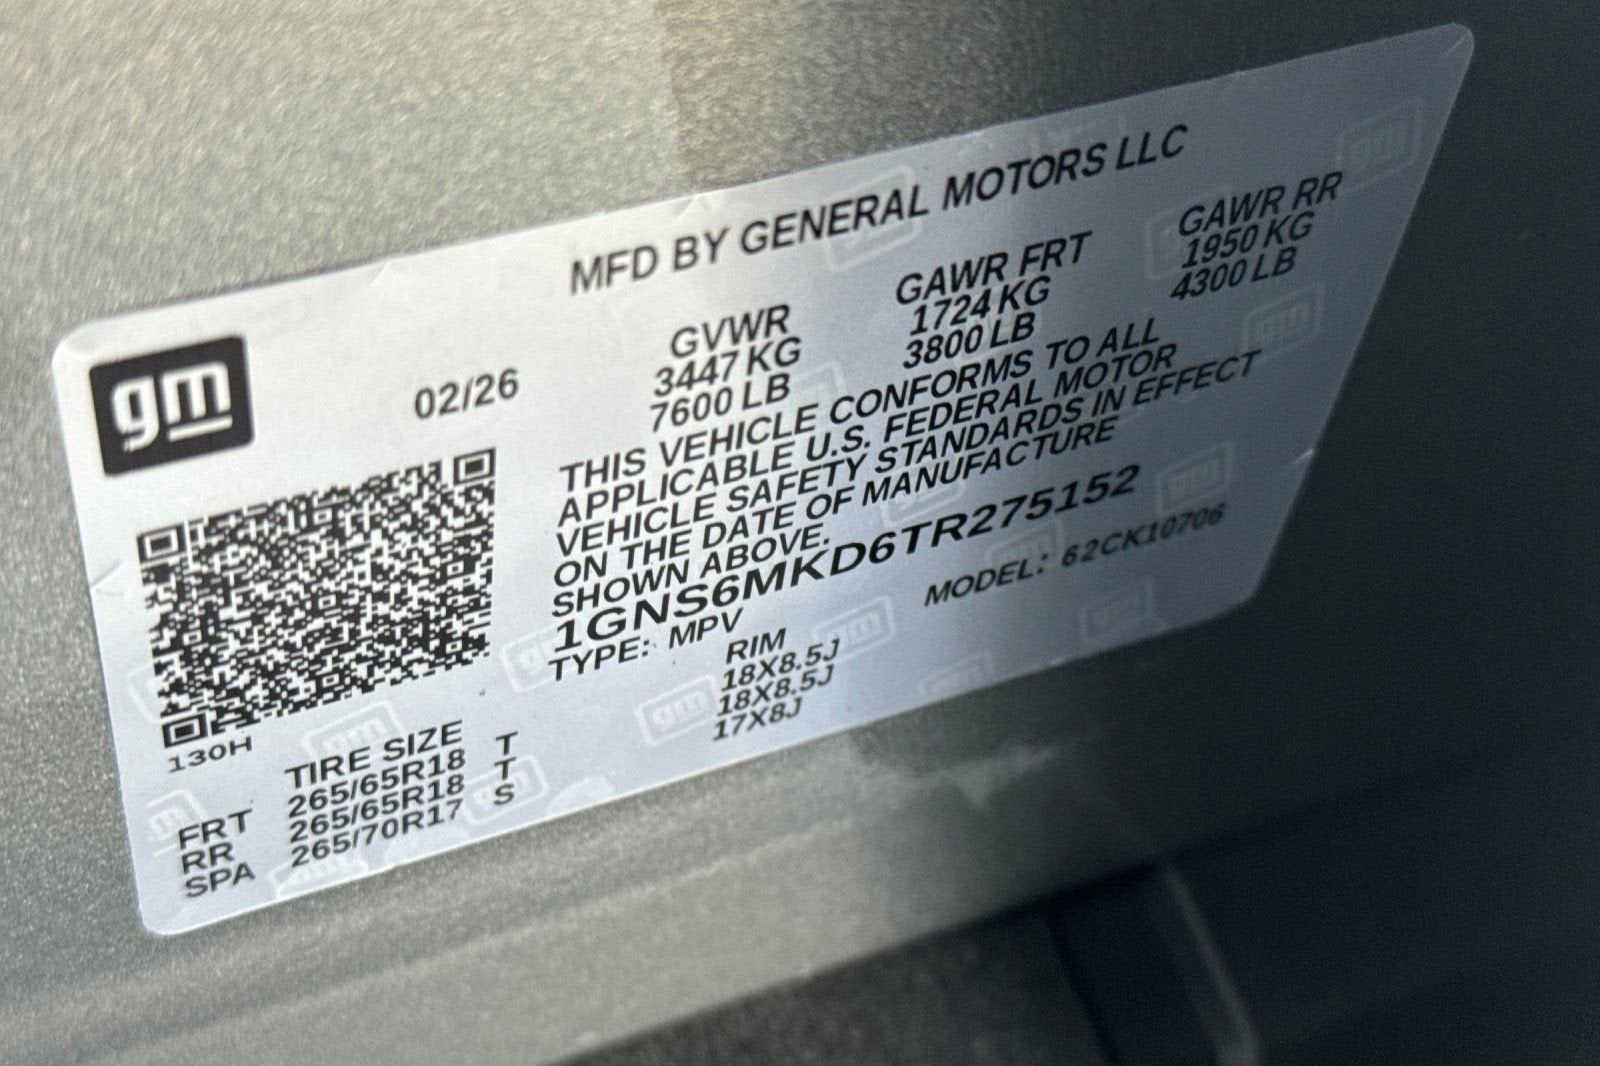 MFD BY GENERAL MOTORS LLC
gm
02/26
GVWR GAWR FRT GAWR RR
3447 KG 1724 KG 1950 KG
7600 LB 3800 LB 4300 LB
THIS VEHICLE CONFORMS TO ALL
APPLICABLE U.S. FEDERAL MOTOR
VEHICLE SAFETY STANDARDS IN EFFECT
ON THE DATE OF MANUFACTURE
SHOWN ABOVE.
1GNS6MKD6TR275152
TYPE: MPV MODEL: 62CK10706
130H
TIRE SIZE RIM
FRT 265/65R18 T 18X8.5J
RR 265/65R18 T 18X8.5J
SPA 265/70R17 S 17X8J